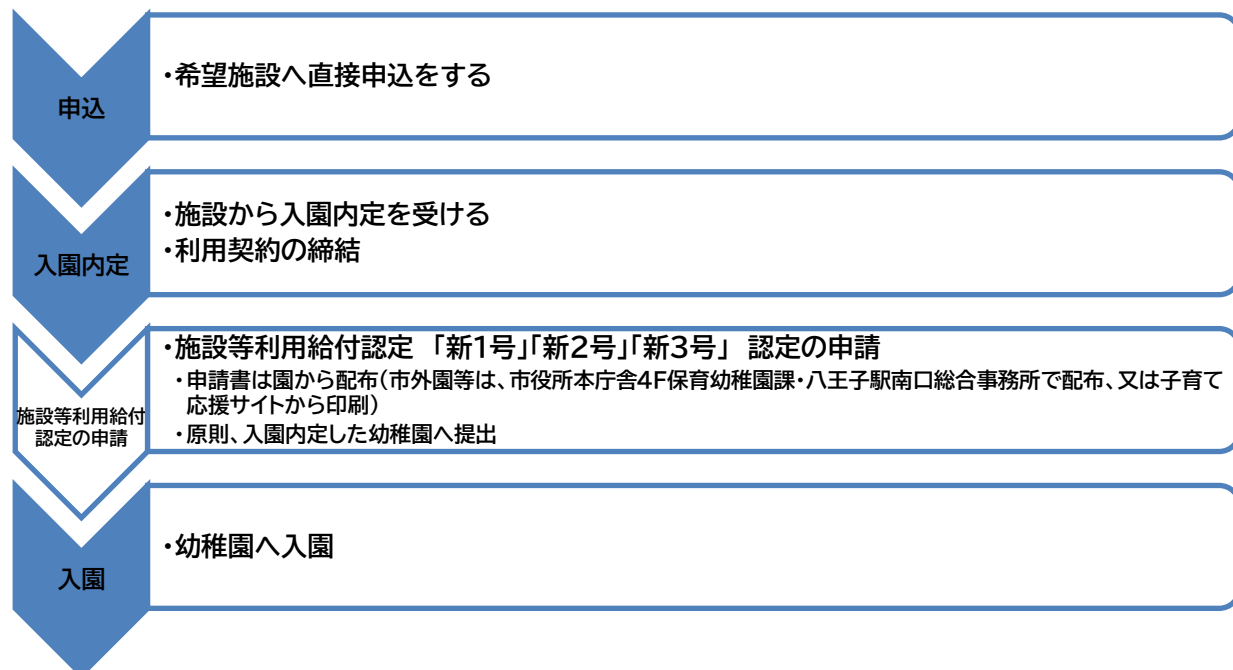 申込
・希望施設へ直接申込をする
入園内定
・施設から入園内定を受ける
・利用契約の締結
施設等利用給付
認定の申請
・施設等利用給付認定 「新1号」「新2号」「新3号」 認定の申請
・申請書は園から配布(市外園等は、市役所本庁舎4F保育幼稚園課・八王子駅南口総合事務所で配布、又は子育て
応援サイトから印刷)
・原則、入園内定した幼稚園へ提出
入園
・幼稚園へ入園